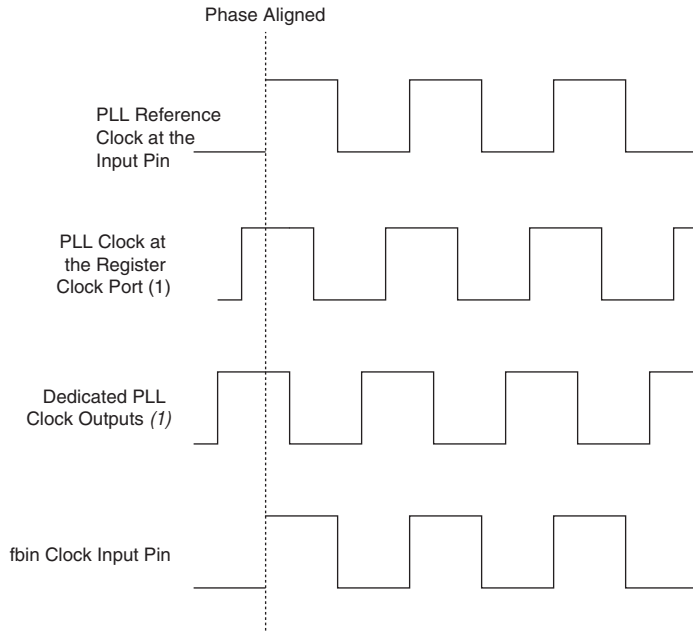 Phase Aligned
PLL Reference
Clock at the
Input Pin
PLL Clock at
the Register
Clock Port (1)
Dedicated PLL
Clock Outputs (1)
fbin Clock Input Pin